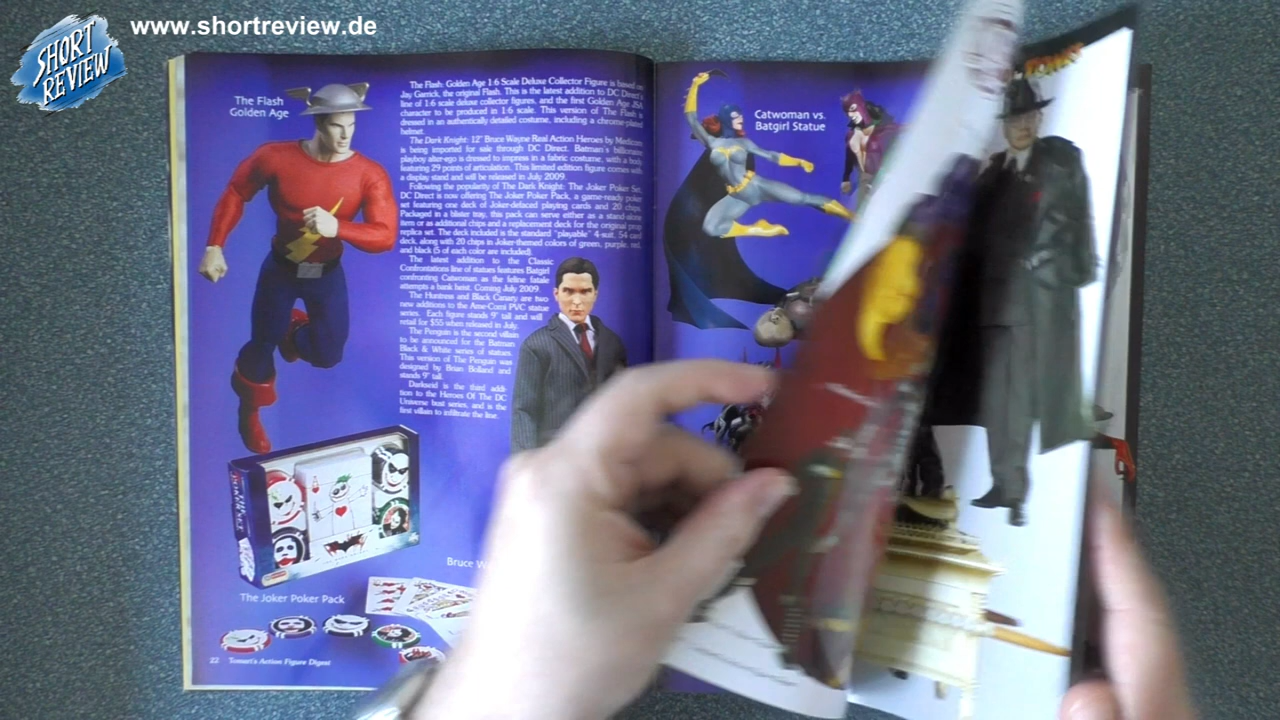 SHORT
REVIEW
www.shortreview.de
The Flash
Golden Age
The Flash: Golden Age 1:6 Scale Deluxe Collector Figure is based on
Jay Garrick, the original Flash. This is the latest addition to DC Direct's
line of 1:6 scale deluxe collector figures, and the first Golden Age JSA
character to be produced in 1:6 scale. This version of The Flash is
dressed in an authentically detailed costume, including a chrome-plated
helmet.
The Dark Knight: 12" Bruce Wayne Real Action Heroes by Medicom
is being imported for sale through DC Direct. Batman's billionaire
playboy alter-ego is dressed to impress in a fabric costume, with a body
featuring 29 points of articulation. This limited edition figure comes with
a display stand and will be released in July 2009.
Following the popularity of The Dark Knight: The Joker Poker Set,
DC Direct is now offering The Joker Poker Pack, a game-ready poker
set featuring one deck of Joker-defaced playing cards and 20 chips.
Packaged in a blister tray, this pack can serve either as a stand-alone
item or as additional chips and a replacement deck for the original prop
replica set. The deck included is the standard "playable" 4-suit, 54 card
deck, along with 20 chips in Joker-themed colors of green, purple, red,
and black (5 of each color are included).
The latest addition to the Classic
Confrontations line of statues features Batgirl
confronting Catwoman as the feline fatale
attempts a bank heist. Coming July 2009.
The Huntress and Black Canary are two
new additions to the Ame-Comi PVC statue
series. Each figure stands 9" tall and will
retail for $55 when released in July.
The Penguin is the second villain
to be announced for the Batman
Black & White series of statues.
This version of The Penguin was
designed by Brian Bolland and
stands 9" tall.
Darkseid is the third addi-
tion to the Heroes Of The DC
Universe bust series, and is the
first villain to infiltrate the line.
Catwoman vs.
Batgirl Statue
Bruce W
The Joker Poker Pack
22 Tomart's Action Figure Digest